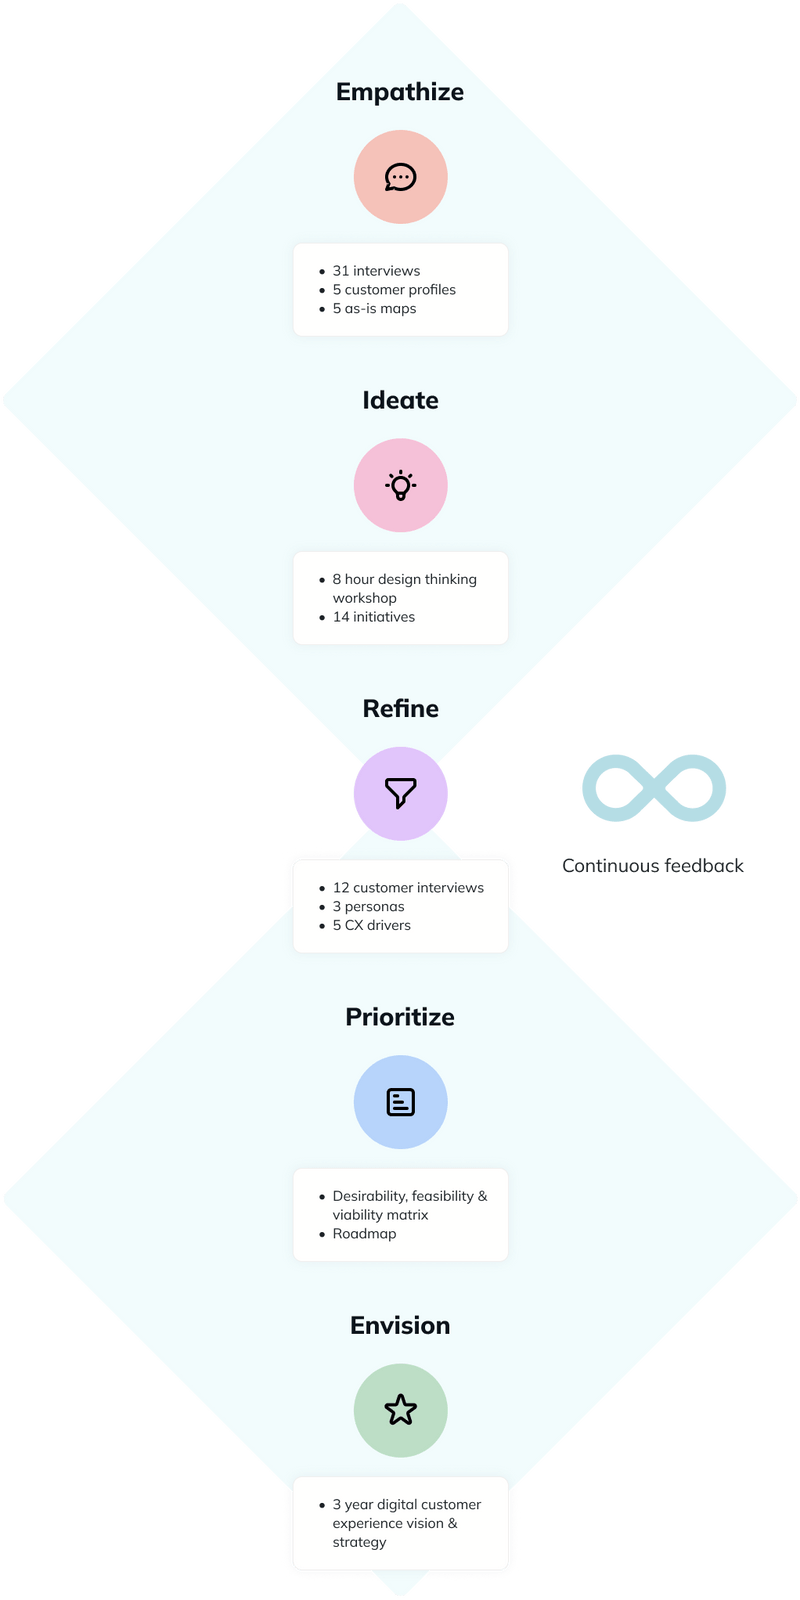 Empathize
• 31 interviews
• 5 customer profiles
• 5 as-is maps
Ideate
• 8 hour design thinking
workshop
• 14 initiatives
Refine
• 12 customer interviews
• 3 personas
• 5 CX drivers
Continuous feedback
Prioritize
• Desirability, feasibility &
viability matrix
• Roadmap
Envision
• 3 year digital customer
experience vision &
strategy